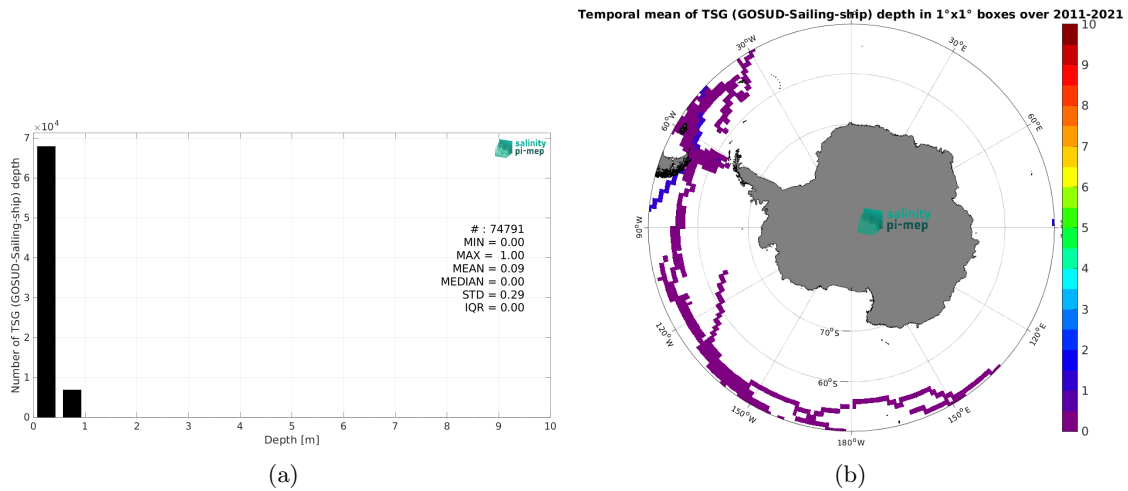 Temporal mean of TSG (GOSUD-Sailing-ship) depth in 1°x1° boxes over 2011-2021
×10⁴
7
6
5
4
3
2
1
0
Number of TSG (GOSUD-Sailing-ship) depth
0 1 2 3 4 5 6 7 8 9 10
Depth [m]
salinity
pi-mep
# : 74791
MIN = 0.00
MAX = 1.00
MEAN = 0.09
MEDIAN = 0.00
STD = 0.29
IQR = 0.00
30°W
30°E
60°W
60°E
90°W
120°W
120°E
150°W
150°E
180°W
70°S
60°S
salinity
pi-mep
10
9
8
7
6
5
4
3
2
1
0
(a)
(b)